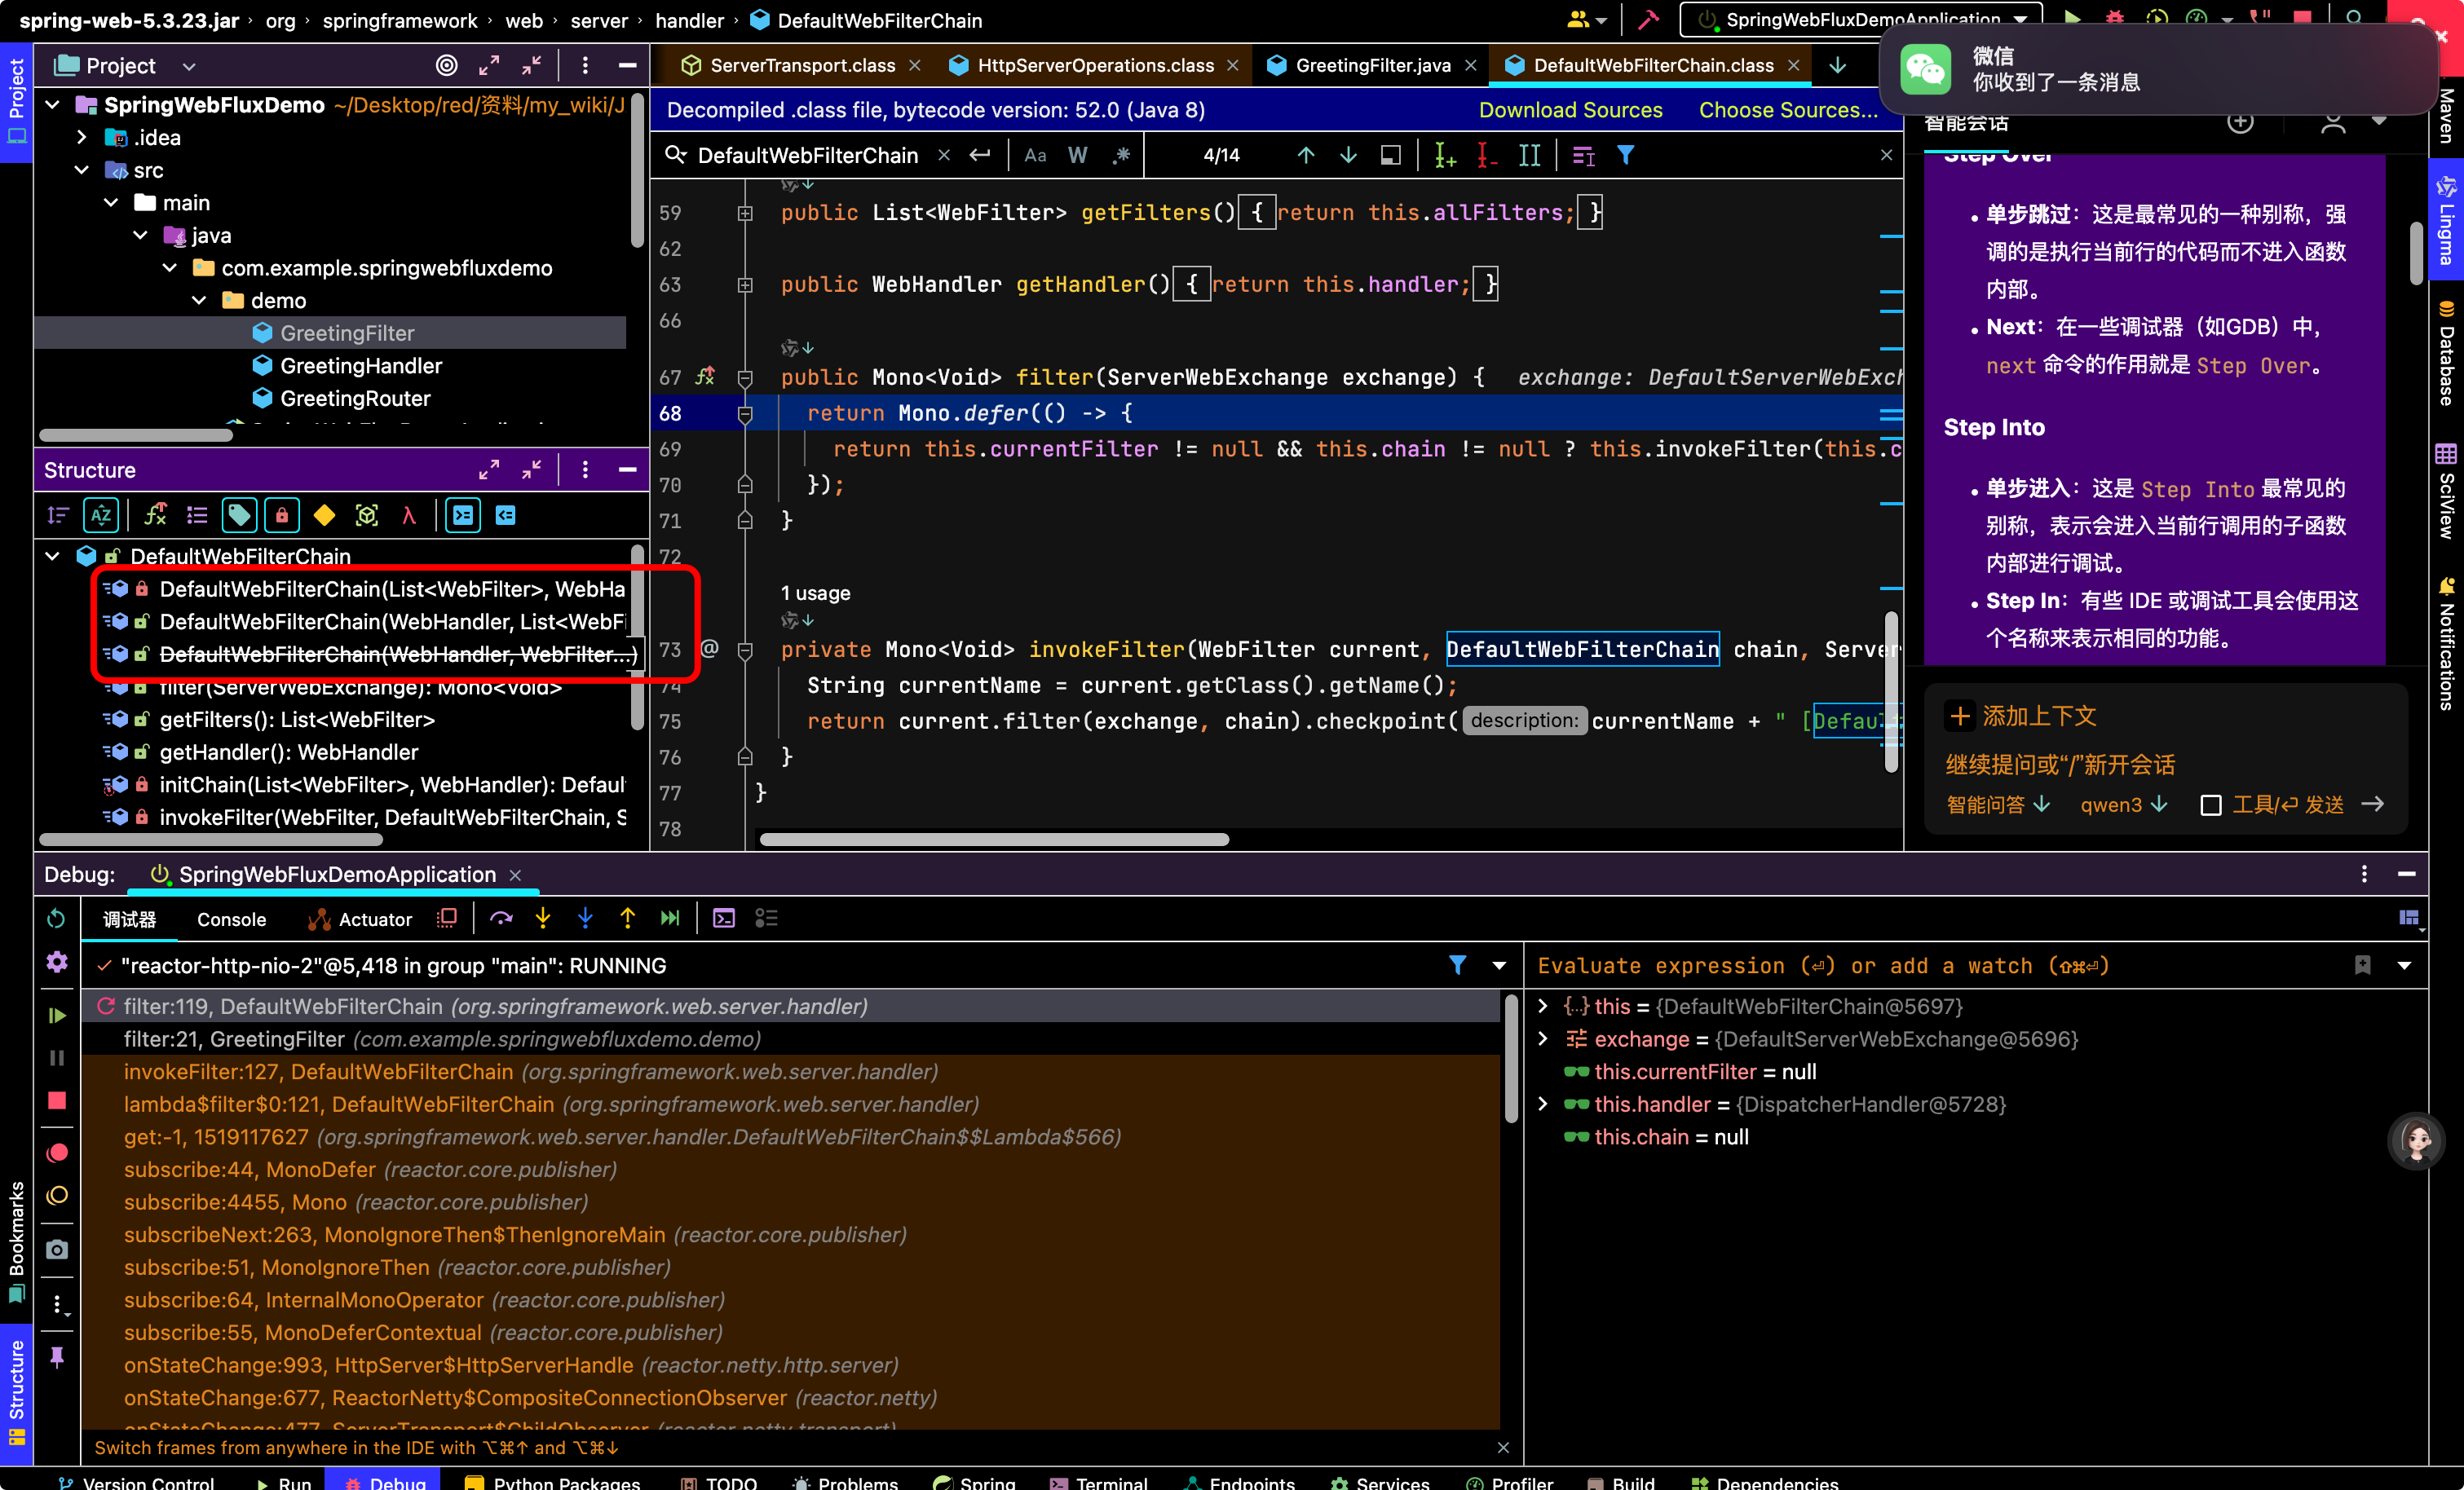 spring-web-5.3.23.jar › org › springframework › web › server › handler › DefaultWebFilterChain
SpringWebFluxDemoApplication
微信
你收到了一条消息
Project
SpringWebFluxDemo ~/Desktop/red/资料/my_wiki/J
.idea
src
main
java
com.example.springwebfluxdemo
demo
GreetingFilter
GreetingHandler
GreetingRouter
Structure
DefaultWebFilterChain
DefaultWebFilterChain(List<WebFilter>, WebHa
DefaultWebFilterChain(WebHandler, List<WebFi
DefaultWebFilterChain(WebHandler, WebFilter...)
filter(ServerWebExchange): Mono<Void>
getFilters(): List<WebFilter>
getHandler(): WebHandler
initChain(List<WebFilter>, WebHandler): Defaul
invokeFilter(WebFilter, DefaultWebFilterChain, S
ServerTransport.class
HttpServerOperations.class
GreetingFilter.java
DefaultWebFilterChain.class
Decompiled .class file, bytecode version: 52.0 (Java 8)
Download Sources
Choose Sources...
DefaultWebFilterChain
Aa
W
.*
4/14
59 public List<WebFilter> getFilters() { return this.allFilters; }
62
63 public WebHandler getHandler() { return this.handler; }
66
67 public Mono<Void> filter(ServerWebExchange exchange) { exchange: DefaultServerWebExch
68 return Mono.defer(() -> {
69 return this.currentFilter != null && this.chain != null ? this.invokeFilter(this.c
70 });
71 }
72
1 usage
73 @ private Mono<Void> invokeFilter(WebFilter current, DefaultWebFilterChain chain, Server
74 String currentName = current.getClass().getName();
75 return current.filter(exchange, chain).checkpoint( description: currentName + " [Defaul
76 }
77 }
78
智能会话
Step Over
• 单步跳过：这是最常见的一种别称，强
调的是执行当前行的代码而不进入函数
内部。
• Next：在一些调试器（如GDB）中，
next 命令的作用就是 Step Over。
Step Into
• 单步进入：这是 Step Into 最常见的
别称，表示会进入当前行调用的子函数
内部进行调试。
• Step In：有些 IDE 或调试工具会使用这
个名称来表示相同的功能。
添加上下文
继续提问或“/”新开会话
智能问答
qwen3
工具/⏎ 发送
Maven
Lingma
Database
SciView
Notifications
Project
Bookmarks
Structure
Debug:
SpringWebFluxDemoApplication
调试器
Console
Actuator
"reactor-http-nio-2"@5,418 in group "main": RUNNING
filter:119, DefaultWebFilterChain (org.springframework.web.server.handler)
filter:21, GreetingFilter (com.example.springwebfluxdemo.demo)
invokeFilter:127, DefaultWebFilterChain (org.springframework.web.server.handler)
lambda$filter$0:121, DefaultWebFilterChain (org.springframework.web.server.handler)
get:-1, 1519117627 (org.springframework.web.server.handler.DefaultWebFilterChain$$Lambda$566)
subscribe:44, MonoDefer (reactor.core.publisher)
subscribe:4455, Mono (reactor.core.publisher)
subscribeNext:263, MonoIgnoreThen$ThenIgnoreMain (reactor.core.publisher)
subscribe:51, MonoIgnoreThen (reactor.core.publisher)
subscribe:64, InternalMonoOperator (reactor.core.publisher)
subscribe:55, MonoDeferContextual (reactor.core.publisher)
onStateChange:993, HttpServer$HttpServerHandle (reactor.netty.http.server)
onStateChange:677, ReactorNetty$CompositeConnectionObserver (reactor.netty)
onStateChange:477, ServerTransport$ChildObserver (reactor.netty.transport)
Switch frames from anywhere in the IDE with ⌥⌘↑ and ⌥⌘↓
Evaluate expression (⏎) or add a watch (⇧⌘⏎)
this = {DefaultWebFilterChain@5697}
exchange = {DefaultServerWebExchange@5696}
this.currentFilter = null
this.handler = {DispatcherHandler@5728}
this.chain = null
Version Control
Run
Debug
Python Packages
TODO
Problems
Spring
Terminal
Endpoints
Services
Profiler
Build
Dependencies